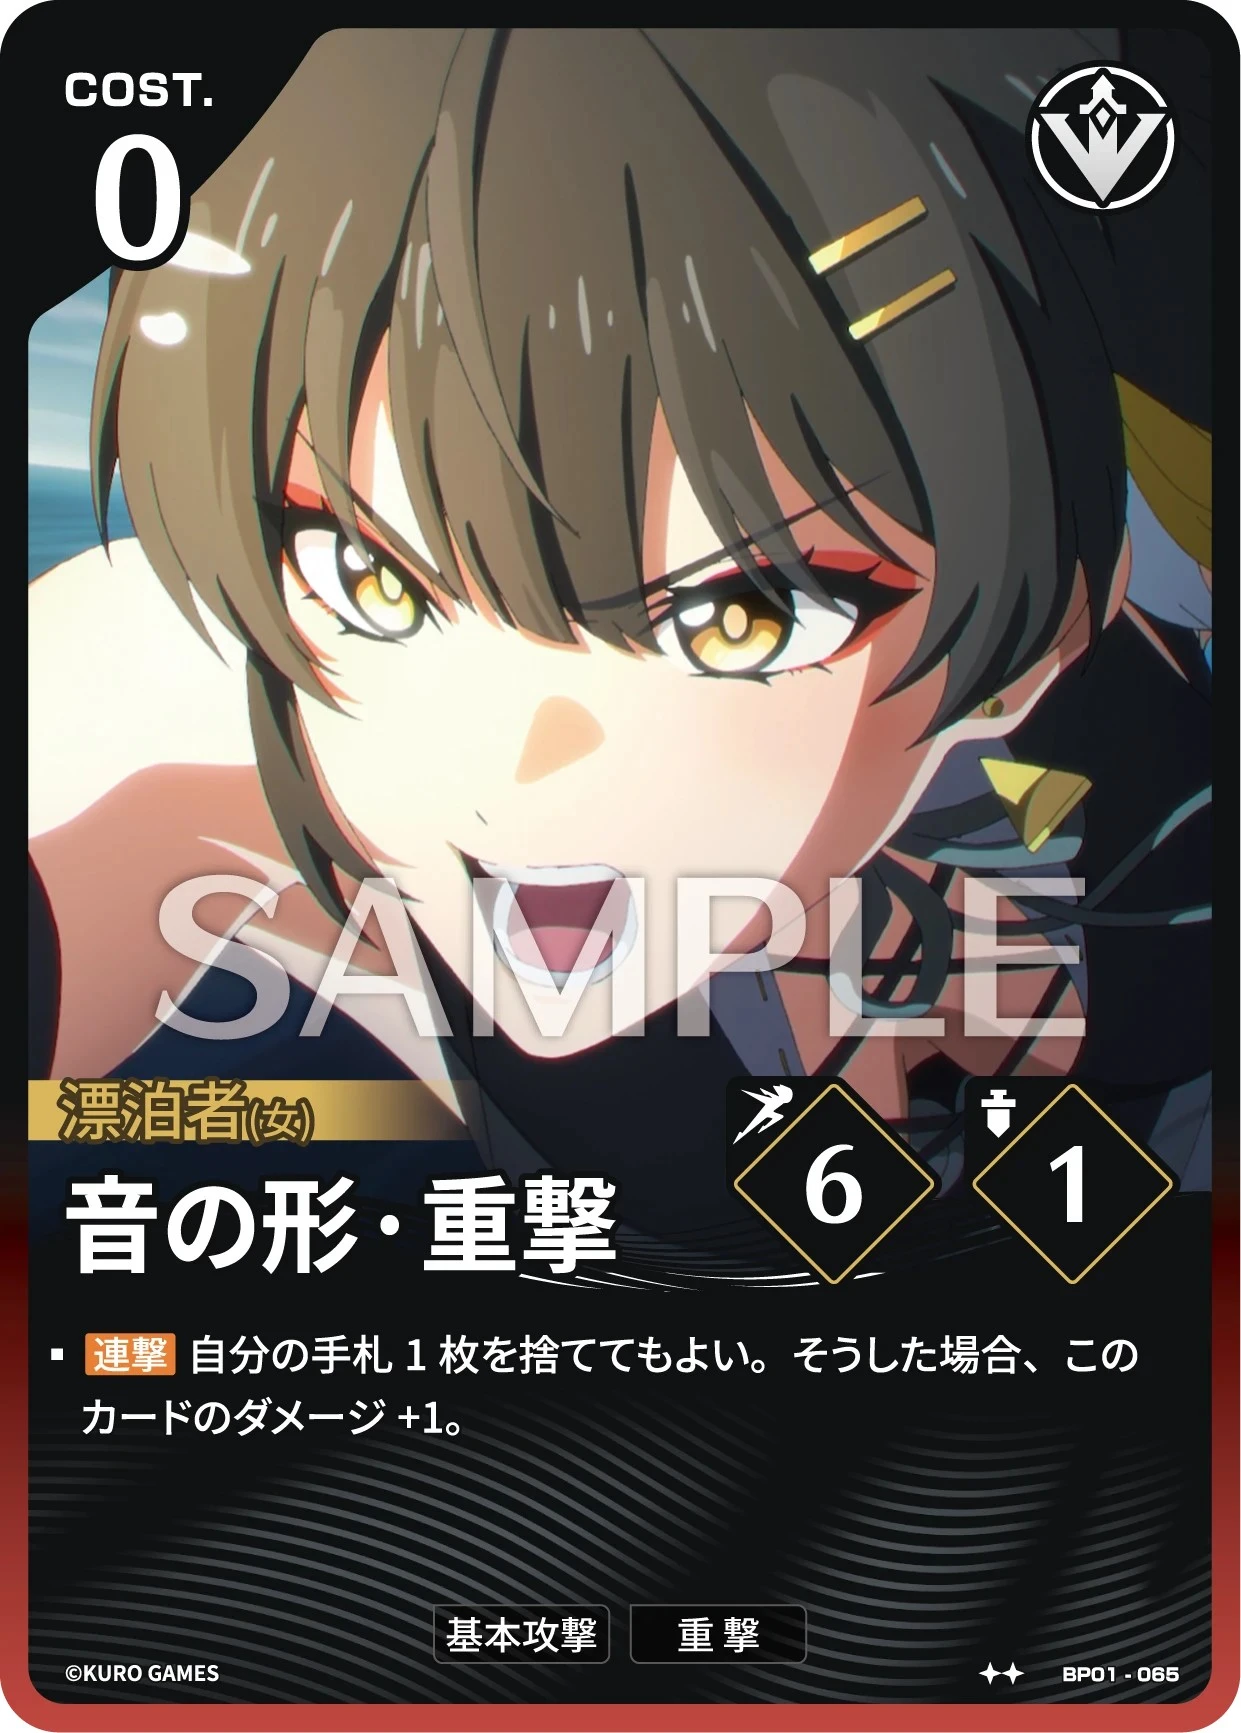 COST.
0
SAMPLE
漂泊者(女)
音の形・重撃
6
1
▪ 連撃 自分の手札 1 枚を捨ててもよい。そうした場合、この
カードのダメージ +1。
基本攻撃
重撃
©KURO GAMES
BP01 - 065